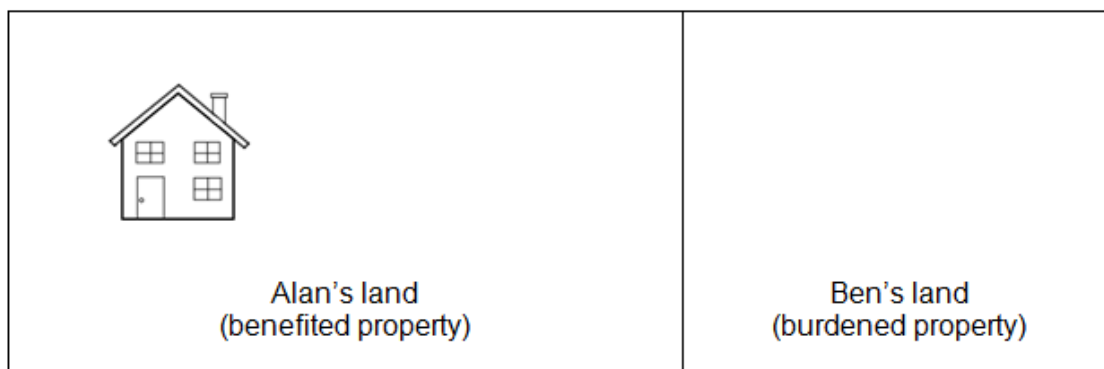 Alan’s land
(benefited property)
Ben’s land
(burdened property)